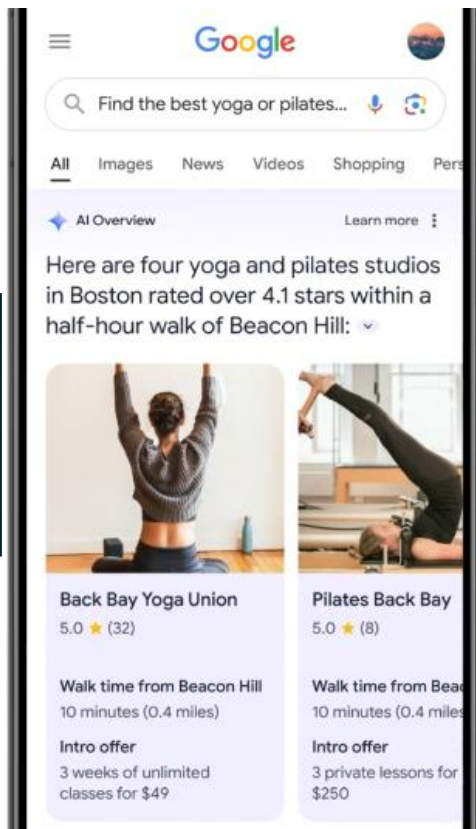 Google
Find the best yoga or pilates...
All Images News Videos Shopping Pers
AI Overview Learn more
Here are four yoga and pilates studios
in Boston rated over 4.1 stars within a
half-hour walk of Beacon Hill:
Back Bay Yoga Union
5.0 ★ (32)
Walk time from Beacon Hill
10 minutes (0.4 miles)
Intro offer
3 weeks of unlimited
classes for $49
Pilates Back Bay
5.0 ★ (8)
Walk time from Bea
10 minutes (0.4 miles
Intro offer
3 private lessons for
$250